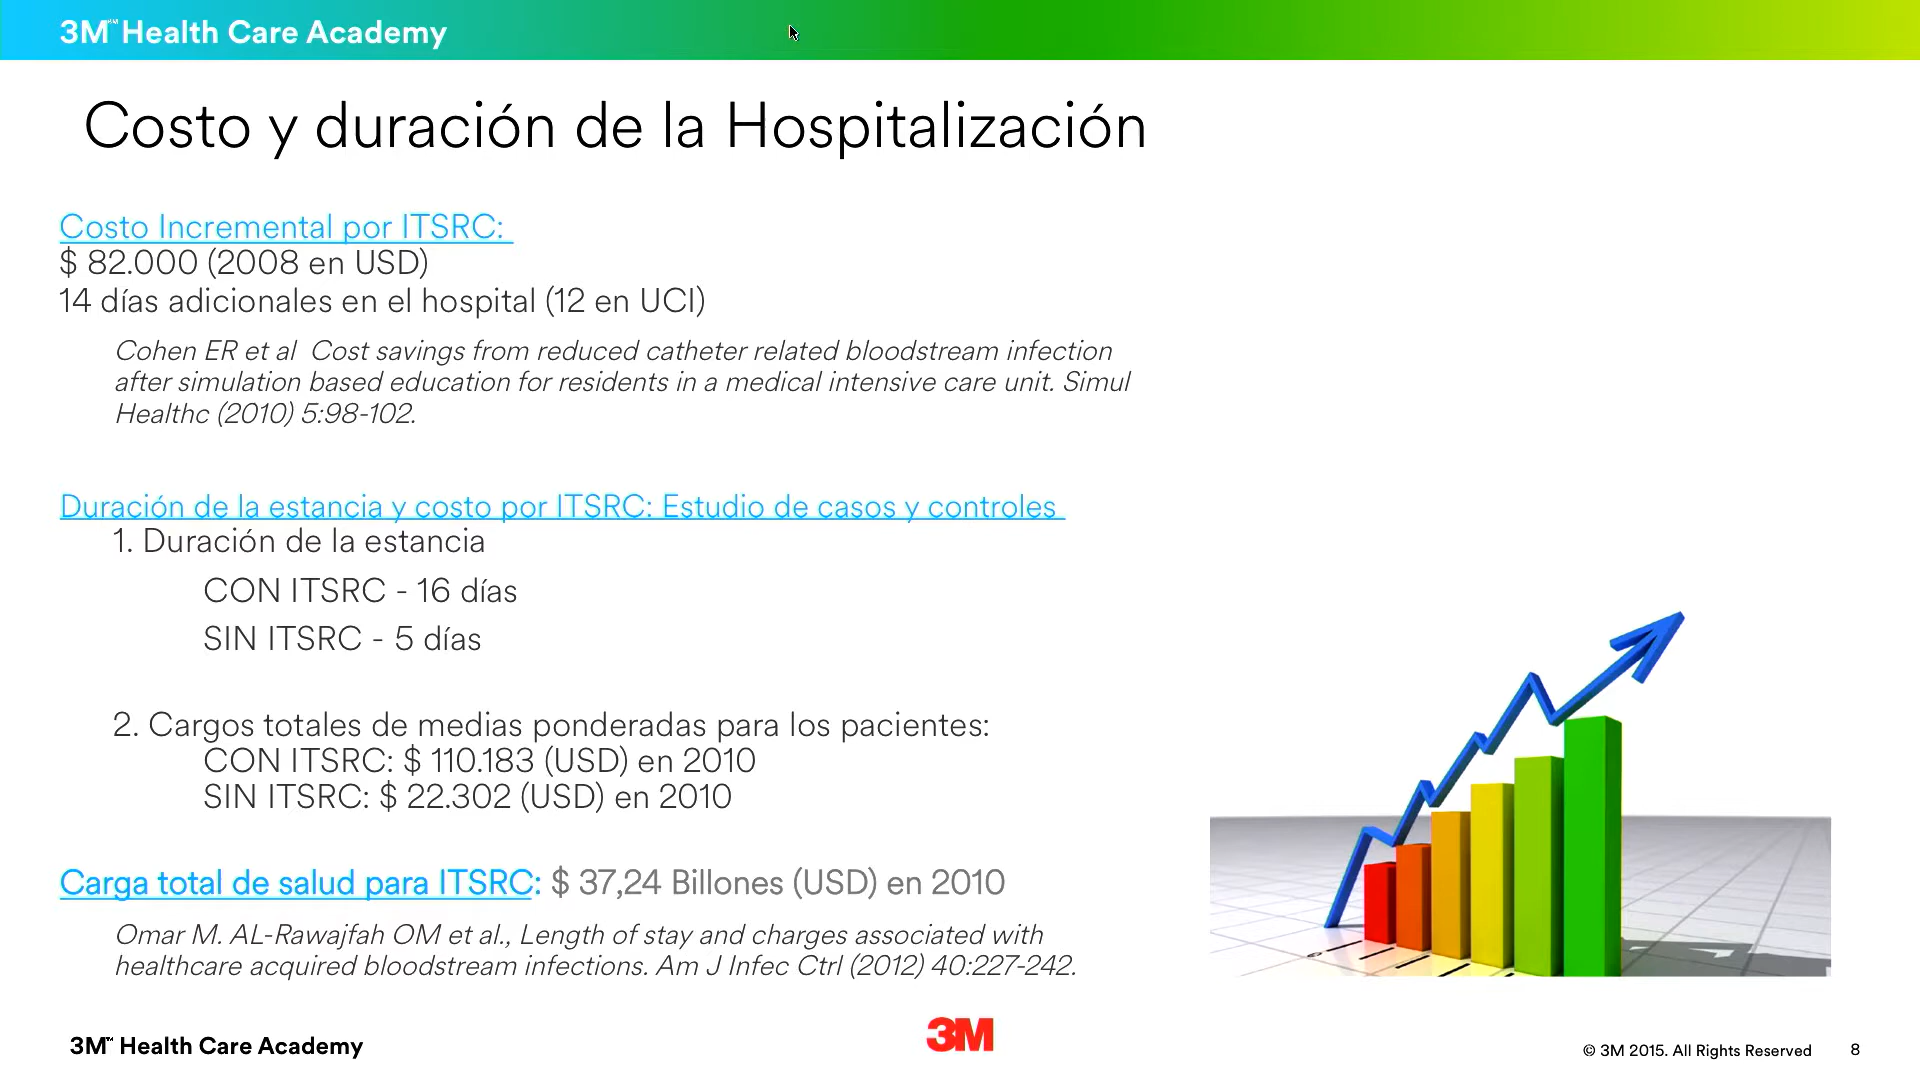 3M℠ Health Care Academy
Costo y duración de la Hospitalización
Costo Incremental por ITSRC:
$ 82.000 (2008 en USD)
14 días adicionales en el hospital (12 en UCI)
Cohen ER et al  Cost savings from reduced catheter related bloodstream infection
after simulation based education for residents in a medical intensive care unit. Simul
Healthc (2010) 5:98-102.
Duración de la estancia y costo por ITSRC: Estudio de casos y controles
1. Duración de la estancia
CON ITSRC - 16 días
SIN ITSRC - 5 días
2. Cargos totales de medias ponderadas para los pacientes:
CON ITSRC: $ 110.183 (USD) en 2010
SIN ITSRC: $ 22.302 (USD) en 2010
Carga total de salud para ITSRC: $ 37,24 Billones (USD) en 2010
Omar M. AL-Rawajfah OM et al., Length of stay and charges associated with
healthcare acquired bloodstream infections. Am J Infec Ctrl (2012) 40:227-242.
3M℠ Health Care Academy
3M
© 3M 2015. All Rights Reserved
8